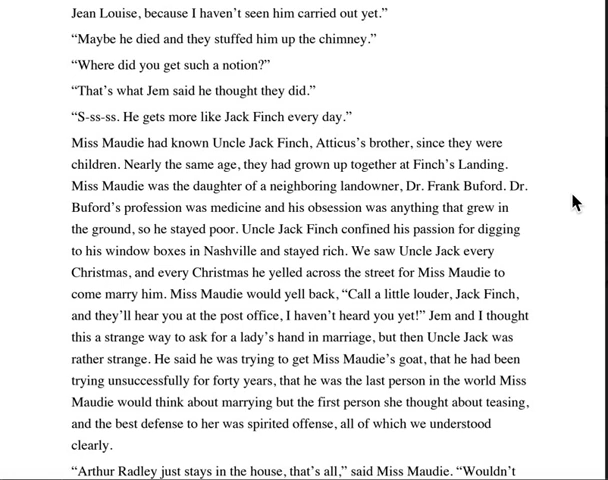 Jean Louise, because I haven’t seen him carried out yet.”
“Maybe he died and they stuffed him up the chimney.”
“Where did you get such a notion?”
“That’s what Jem said he thought they did.”
“S-ss-ss. He gets more like Jack Finch every day.”
Miss Maudie had known Uncle Jack Finch, Atticus’s brother, since they were
children. Nearly the same age, they had grown up together at Finch’s Landing.
Miss Maudie was the daughter of a neighboring landowner, Dr. Frank Buford. Dr.
Buford’s profession was medicine and his obsession was anything that grew in
the ground, so he stayed poor. Uncle Jack Finch confined his passion for digging
to his window boxes in Nashville and stayed rich. We saw Uncle Jack every
Christmas, and every Christmas he yelled across the street for Miss Maudie to
come marry him. Miss Maudie would yell back, “Call a little louder, Jack Finch,
and they’ll hear you at the post office, I haven’t heard you yet!” Jem and I thought
this a strange way to ask for a lady’s hand in marriage, but then Uncle Jack was
rather strange. He said he was trying to get Miss Maudie’s goat, that he had been
trying unsuccessfully for forty years, that he was the last person in the world Miss
Maudie would think about marrying but the first person she thought about teasing,
and the best defense to her was spirited offense, all of which we understood
clearly.
“Arthur Radley just stays in the house, that’s all,” said Miss Maudie. “Wouldn’t